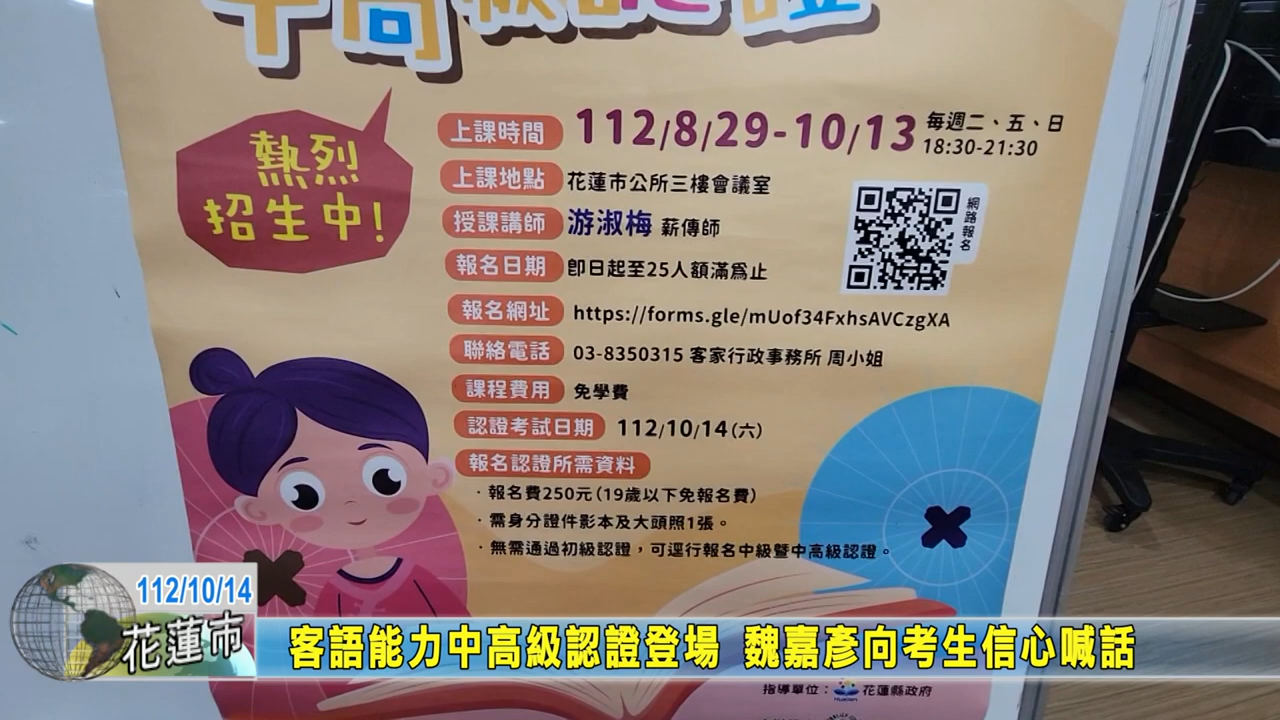 中高級認證
熱烈
招生中!
上課時間 112/8/29-10/13 每週二、五、日
18:30-21:30
上課地點 花蓮市公所三樓會議室
授課講師 游淑梅 薪傳師
網路報名
報名日期 即日起至25人額滿為止
報名網址 https://forms.gle/mUof34FxhsAVCzgXA
聯絡電話 03-8350315 客家行政事務所 周小姐
課程費用 免學費
認證考試日期 112/10/14(六)
報名認證所需資料
·報名費250元(19歲以下免報名費)
·需身分證件影本及大頭照1張。
·無需通過初級認證,可逕行報名中級暨中高級認證。
112/10/14
花蓮市
客語能力中高級認證登場 魏嘉彥向考生信心喊話
指導單位: 花蓮縣政府